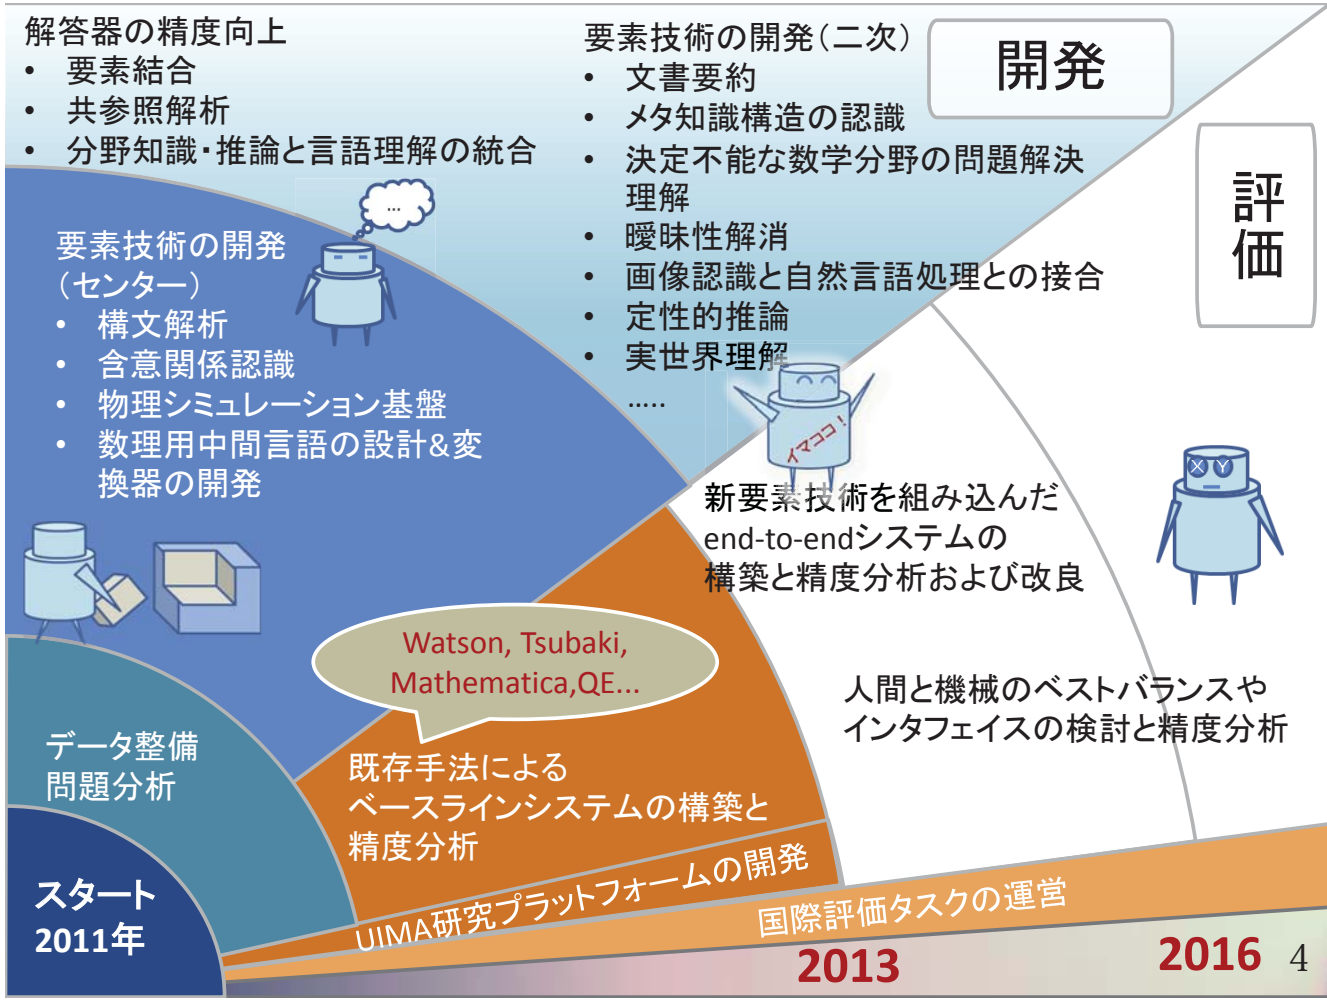 解答器の精度向上
• 要素結合
• 共参照解析
• 分野知識・推論と言語理解の統合
要素技術の開発（二次）
• 文書要約
• メタ知識構造の認識
• 決定不能な数学分野の問題解決
理解
• 曖昧性解消
• 画像認識と自然言語処理との接合
• 定性的推論
• 実世界理解
.....
開発
評価
...
要素技術の開発
（センター）
• 構文解析
• 含意関係認識
• 物理シミュレーション基盤
• 数理用中間言語の設計&変
換器の開発
イマココ！
新要素技術を組み込んだ
end-to-endシステムの
構築と精度分析および改良
X Y
人間と機械のベストバランスや
インタフェイスの検討と精度分析
Watson, Tsubaki,
Mathematica,QE...
データ整備
問題分析
既存手法による
ベースラインシステムの構築と
精度分析
UIMA研究プラットフォームの開発
国際評価タスクの運営
スタート
2011年
2013
2016
4